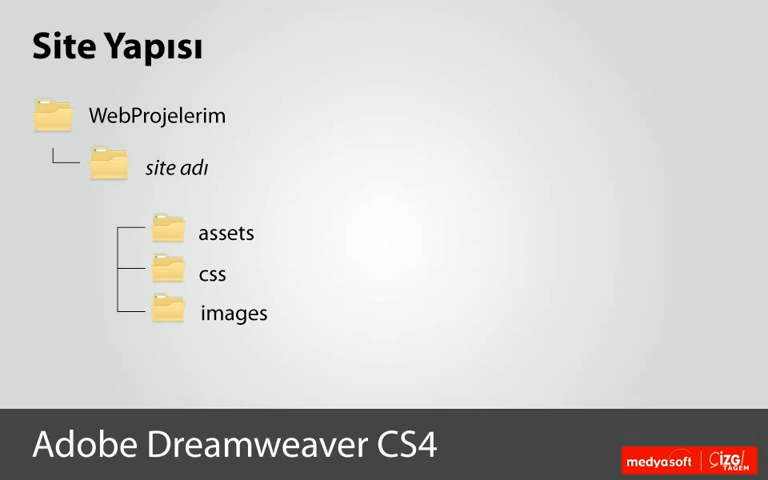 Site Yapısı
WebProjelerim
site adı
assets
css
images
Adobe Dreamweaver CS4
medyasoft | ÇİZGİ TAGEM